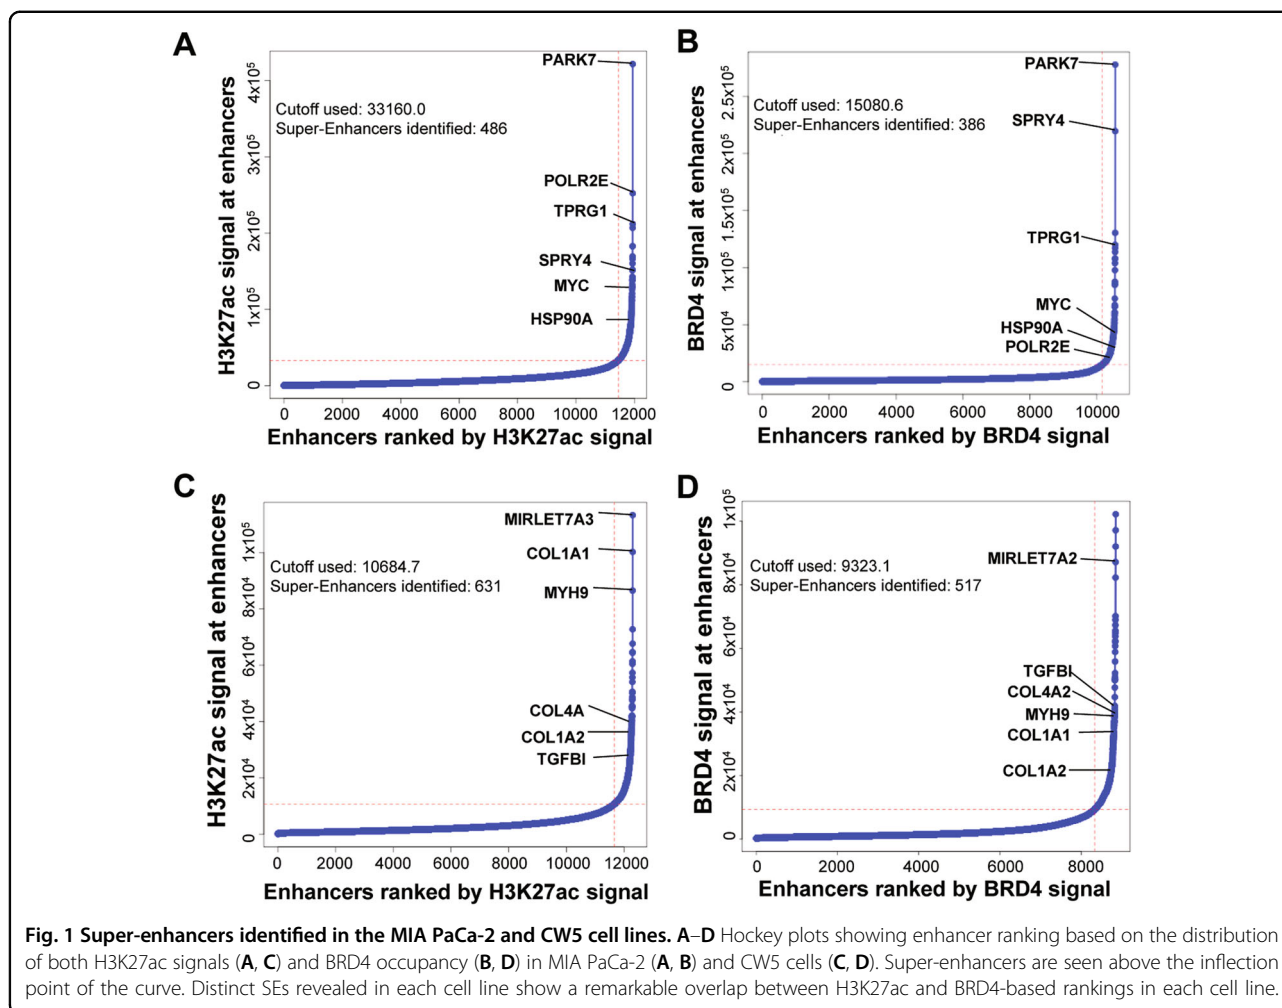 A
H3K27ac signal at enhancers
4x10⁵
3x10⁵
2x10⁵
1x10⁵
0
Cutoff used: 33160.0
Super-Enhancers identified: 486
PARK7
POLR2E
TPRG1
SPRY4
MYC
HSP90A
0 2000 4000 6000 8000 10000 12000
Enhancers ranked by H3K27ac signal
B
BRD4 signal at enhancers
2.5x10⁵
2x10⁵
1.5x10⁵
1x10⁵
5x10⁴
0
Cutoff used: 15080.6
Super-Enhancers identified: 386
PARK7
SPRY4
TPRG1
MYC
HSP90A
POLR2E
0 2000 4000 6000 8000 10000
Enhancers ranked by BRD4 signal
C
H3K27ac signal at enhancers
1x10⁵
8x10⁴
6x10⁴
4x10⁴
2x10⁴
0
Cutoff used: 10684.7
Super-Enhancers identified: 631
MIRLET7A3
COL1A1
MYH9
COL4A
COL1A2
TGFBI
0 2000 4000 6000 8000 10000 12000
Enhancers ranked by H3K27ac signal
D
BRD4 signal at enhancers
1x10⁵
8x10⁴
6x10⁴
4x10⁴
2x10⁴
0
Cutoff used: 9323.1
Super-Enhancers identified: 517
MIRLET7A2
TGFBI
COL4A2
MYH9
COL1A1
COL1A2
0 2000 4000 6000 8000
Enhancers ranked by BRD4 signal
Fig. 1 Super-enhancers identified in the MIA PaCa-2 and CW5 cell lines. A–D Hockey plots showing enhancer ranking based on the distribution
of both H3K27ac signals (A, C) and BRD4 occupancy (B, D) in MIA PaCa-2 (A, B) and CW5 cells (C, D). Super-enhancers are seen above the inflection
point of the curve. Distinct SEs revealed in each cell line show a remarkable overlap between H3K27ac and BRD4-based rankings in each cell line.